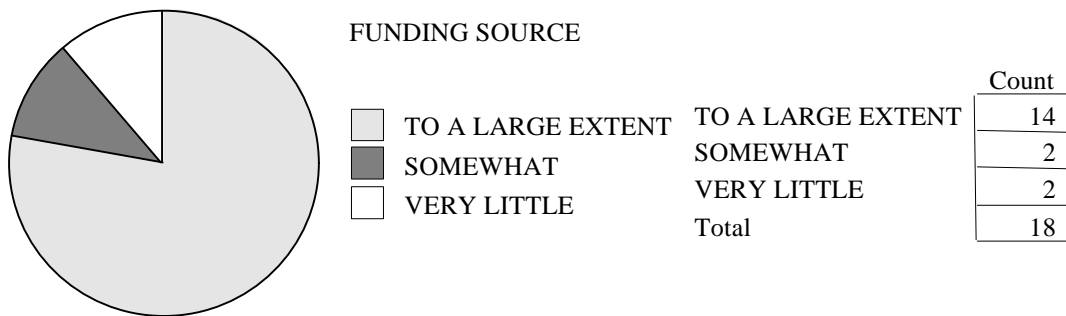 FUNDING SOURCE
TO A LARGE EXTENT
SOMEWHAT
VERY LITTLE
Count
TO A LARGE EXTENT 14
SOMEWHAT 2
VERY LITTLE 2
Total 18